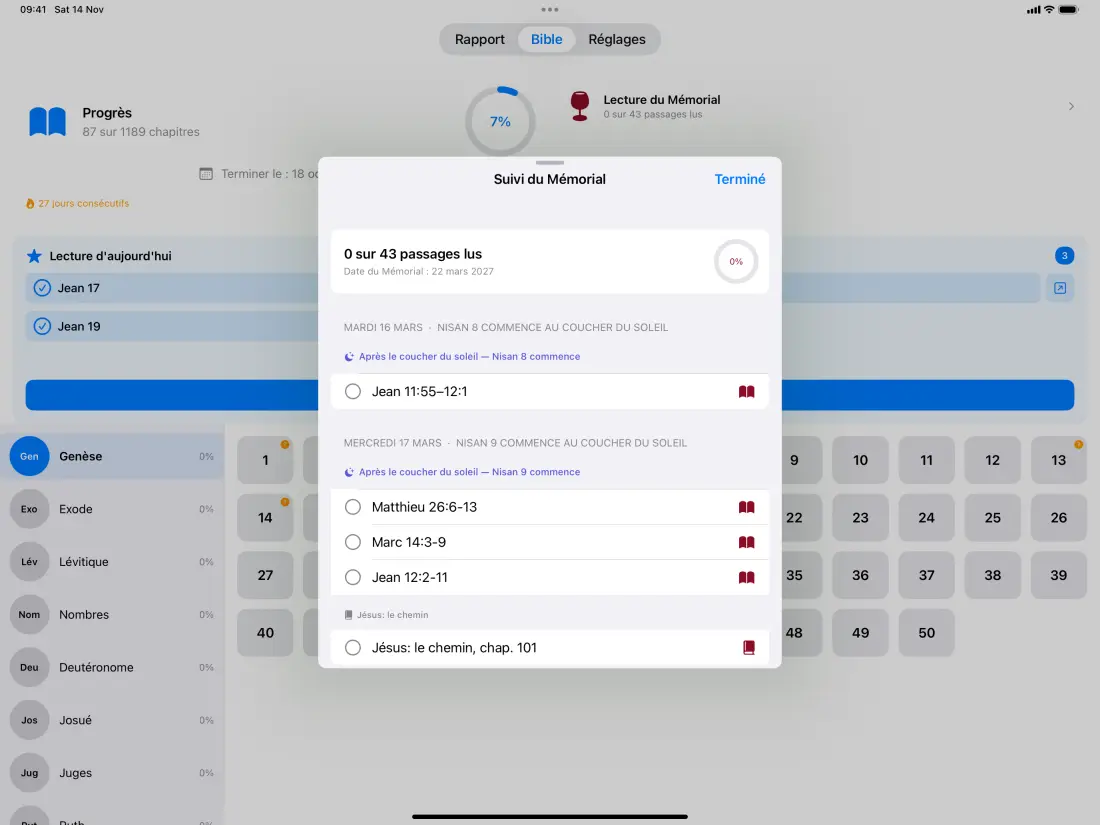 09:41 Sat 14 Nov
Rapport
Bible
Réglages
Progrès
87 sur 1189 chapitres
7%
Lecture du Mémorial
0 sur 43 passages lus
Terminer le : 18
27 jours consécutifs
Lecture d'aujourd'hui
3
Jean 17
Jean 19
Suivi du Mémorial
Terminé
0 sur 43 passages lus
Date du Mémorial : 22 mars 2027
0%
MARDI 16 MARS · NISAN 8 COMMENCE AU COUCHER DU SOLEIL
Après le coucher du soleil — Nisan 8 commence
Jean 11:55–12:1
MERCREDI 17 MARS · NISAN 9 COMMENCE AU COUCHER DU SOLEIL
Après le coucher du soleil — Nisan 9 commence
Matthieu 26:6-13
Marc 14:3-9
Jean 12:2-11
Jésus: le chemin
Jésus: le chemin, chap. 101
Gen Genèse 0%
Exo Exode 0%
Lév Lévitique 0%
Nom Nombres 0%
Deu Deutéronome 0%
Jos Josué 0%
Jug Juges 0%
1 9 10 11 12 13
14 22 23 24 25 26
27 35 36 37 38 39
40 48 49 50